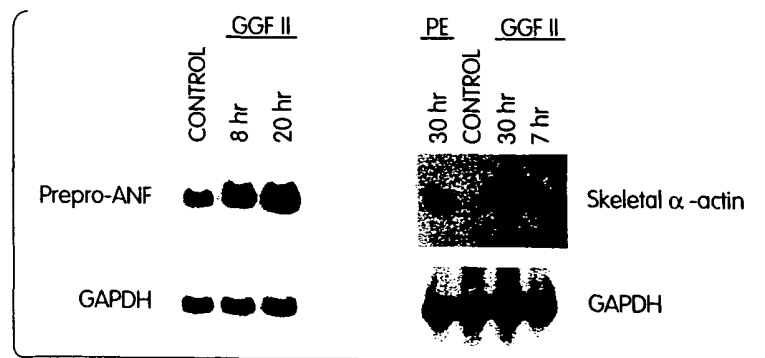 GGF II
CONTROL
8 hr
20 hr
Prepro-ANF
GAPDH
PE
GGF II
30 hr
CONTROL
30 hr
7 hr
Skeletal α-actin
GAPDH